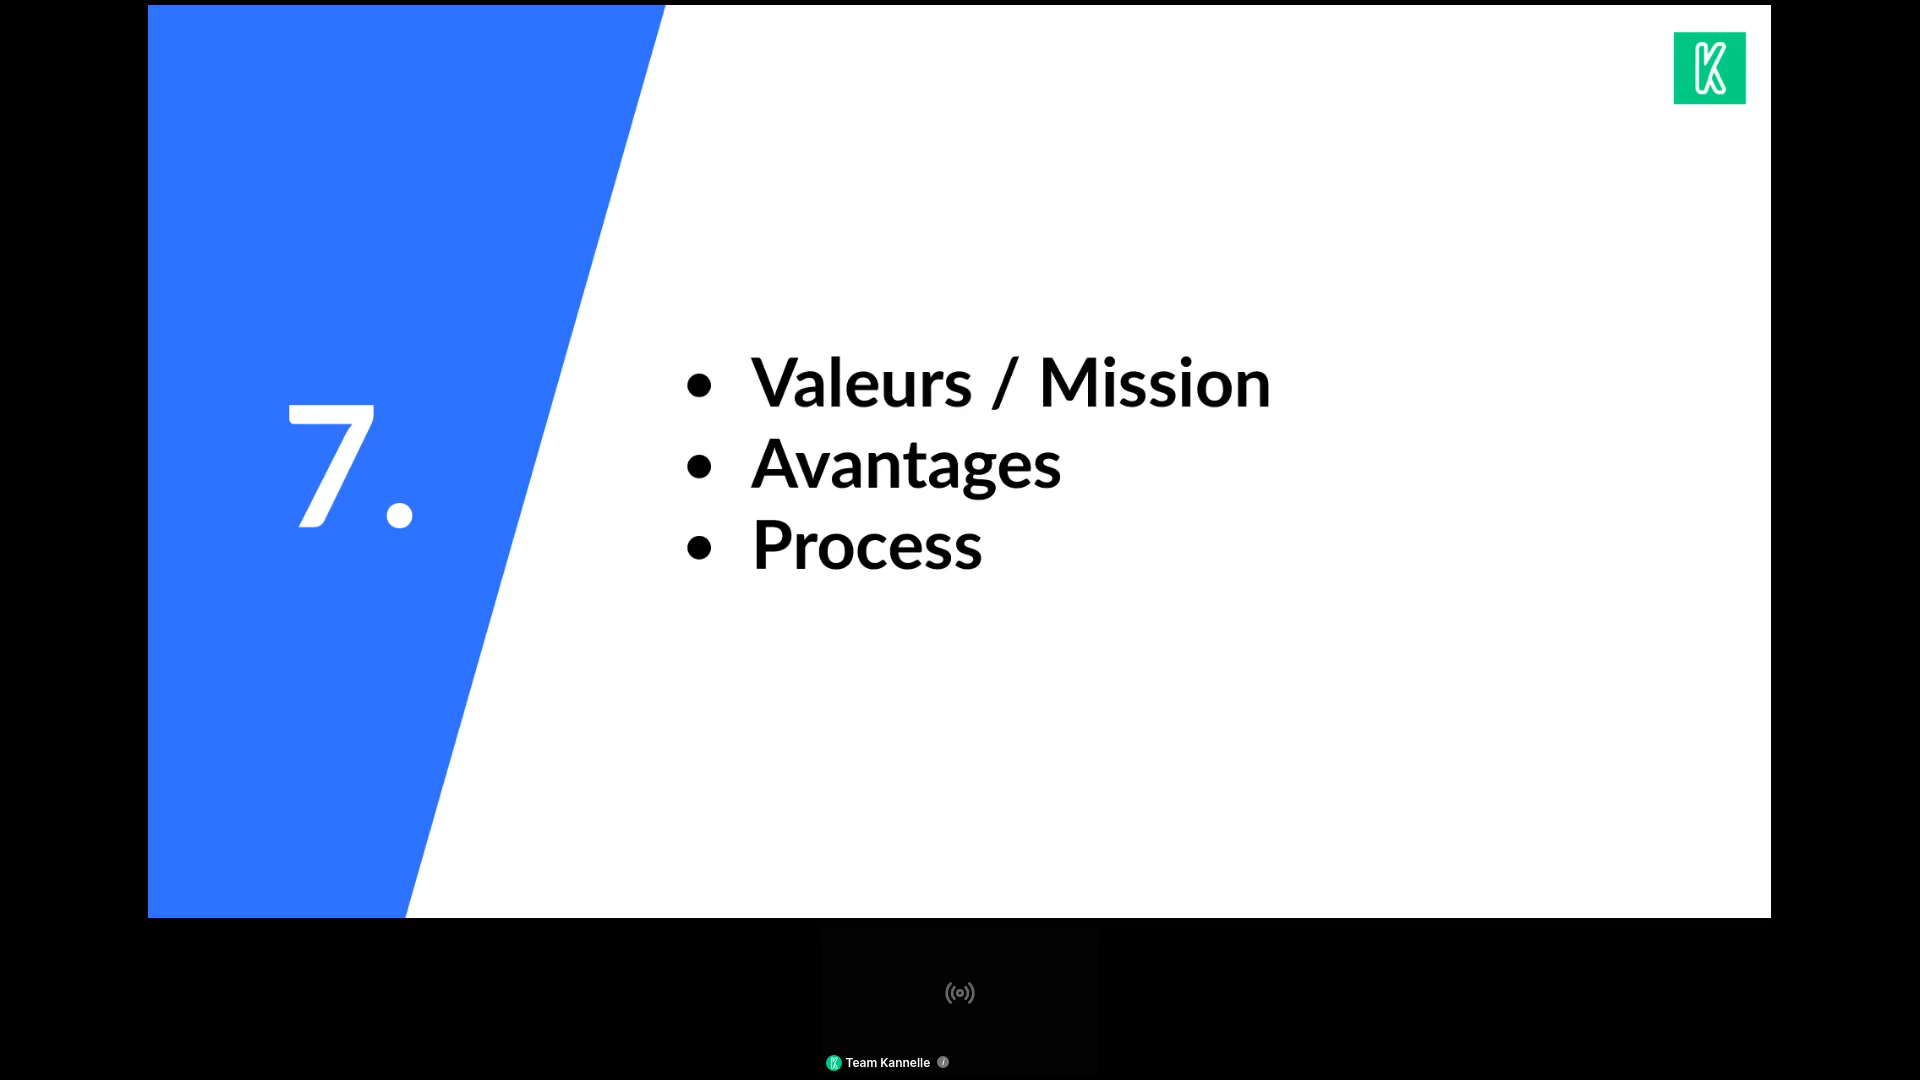 K
7.
• Valeurs / Mission
• Avantages
• Process
Team Kannelle